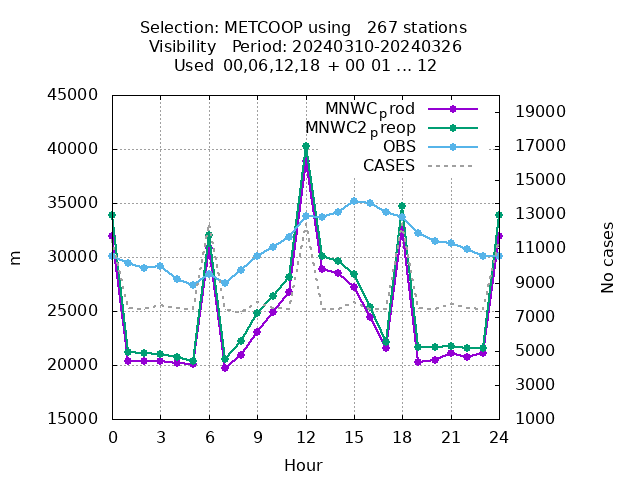 Selection: METCOOP using   267 stations
Visibility   Period: 20240310-20240326
Used  00,06,12,18 + 00 01 ... 12
MNWC_prod
MNWC2_preop
OBS
CASES
45000
40000
35000
30000
25000
20000
15000
m
19000
17000
15000
13000
11000
9000
7000
5000
3000
1000
No cases
0 3 6 9 12 15 18 21 24
Hour